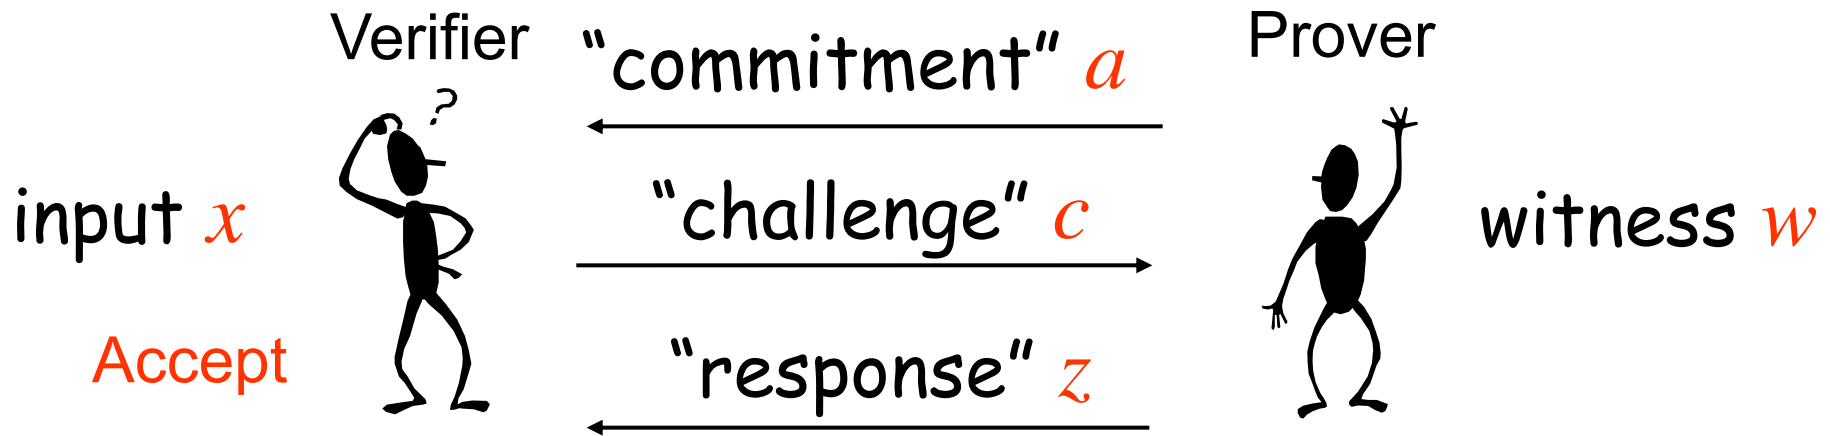 Verifier
Prover
“commitment” a
?
“challenge” c
input x
witness w
Accept
“response” z